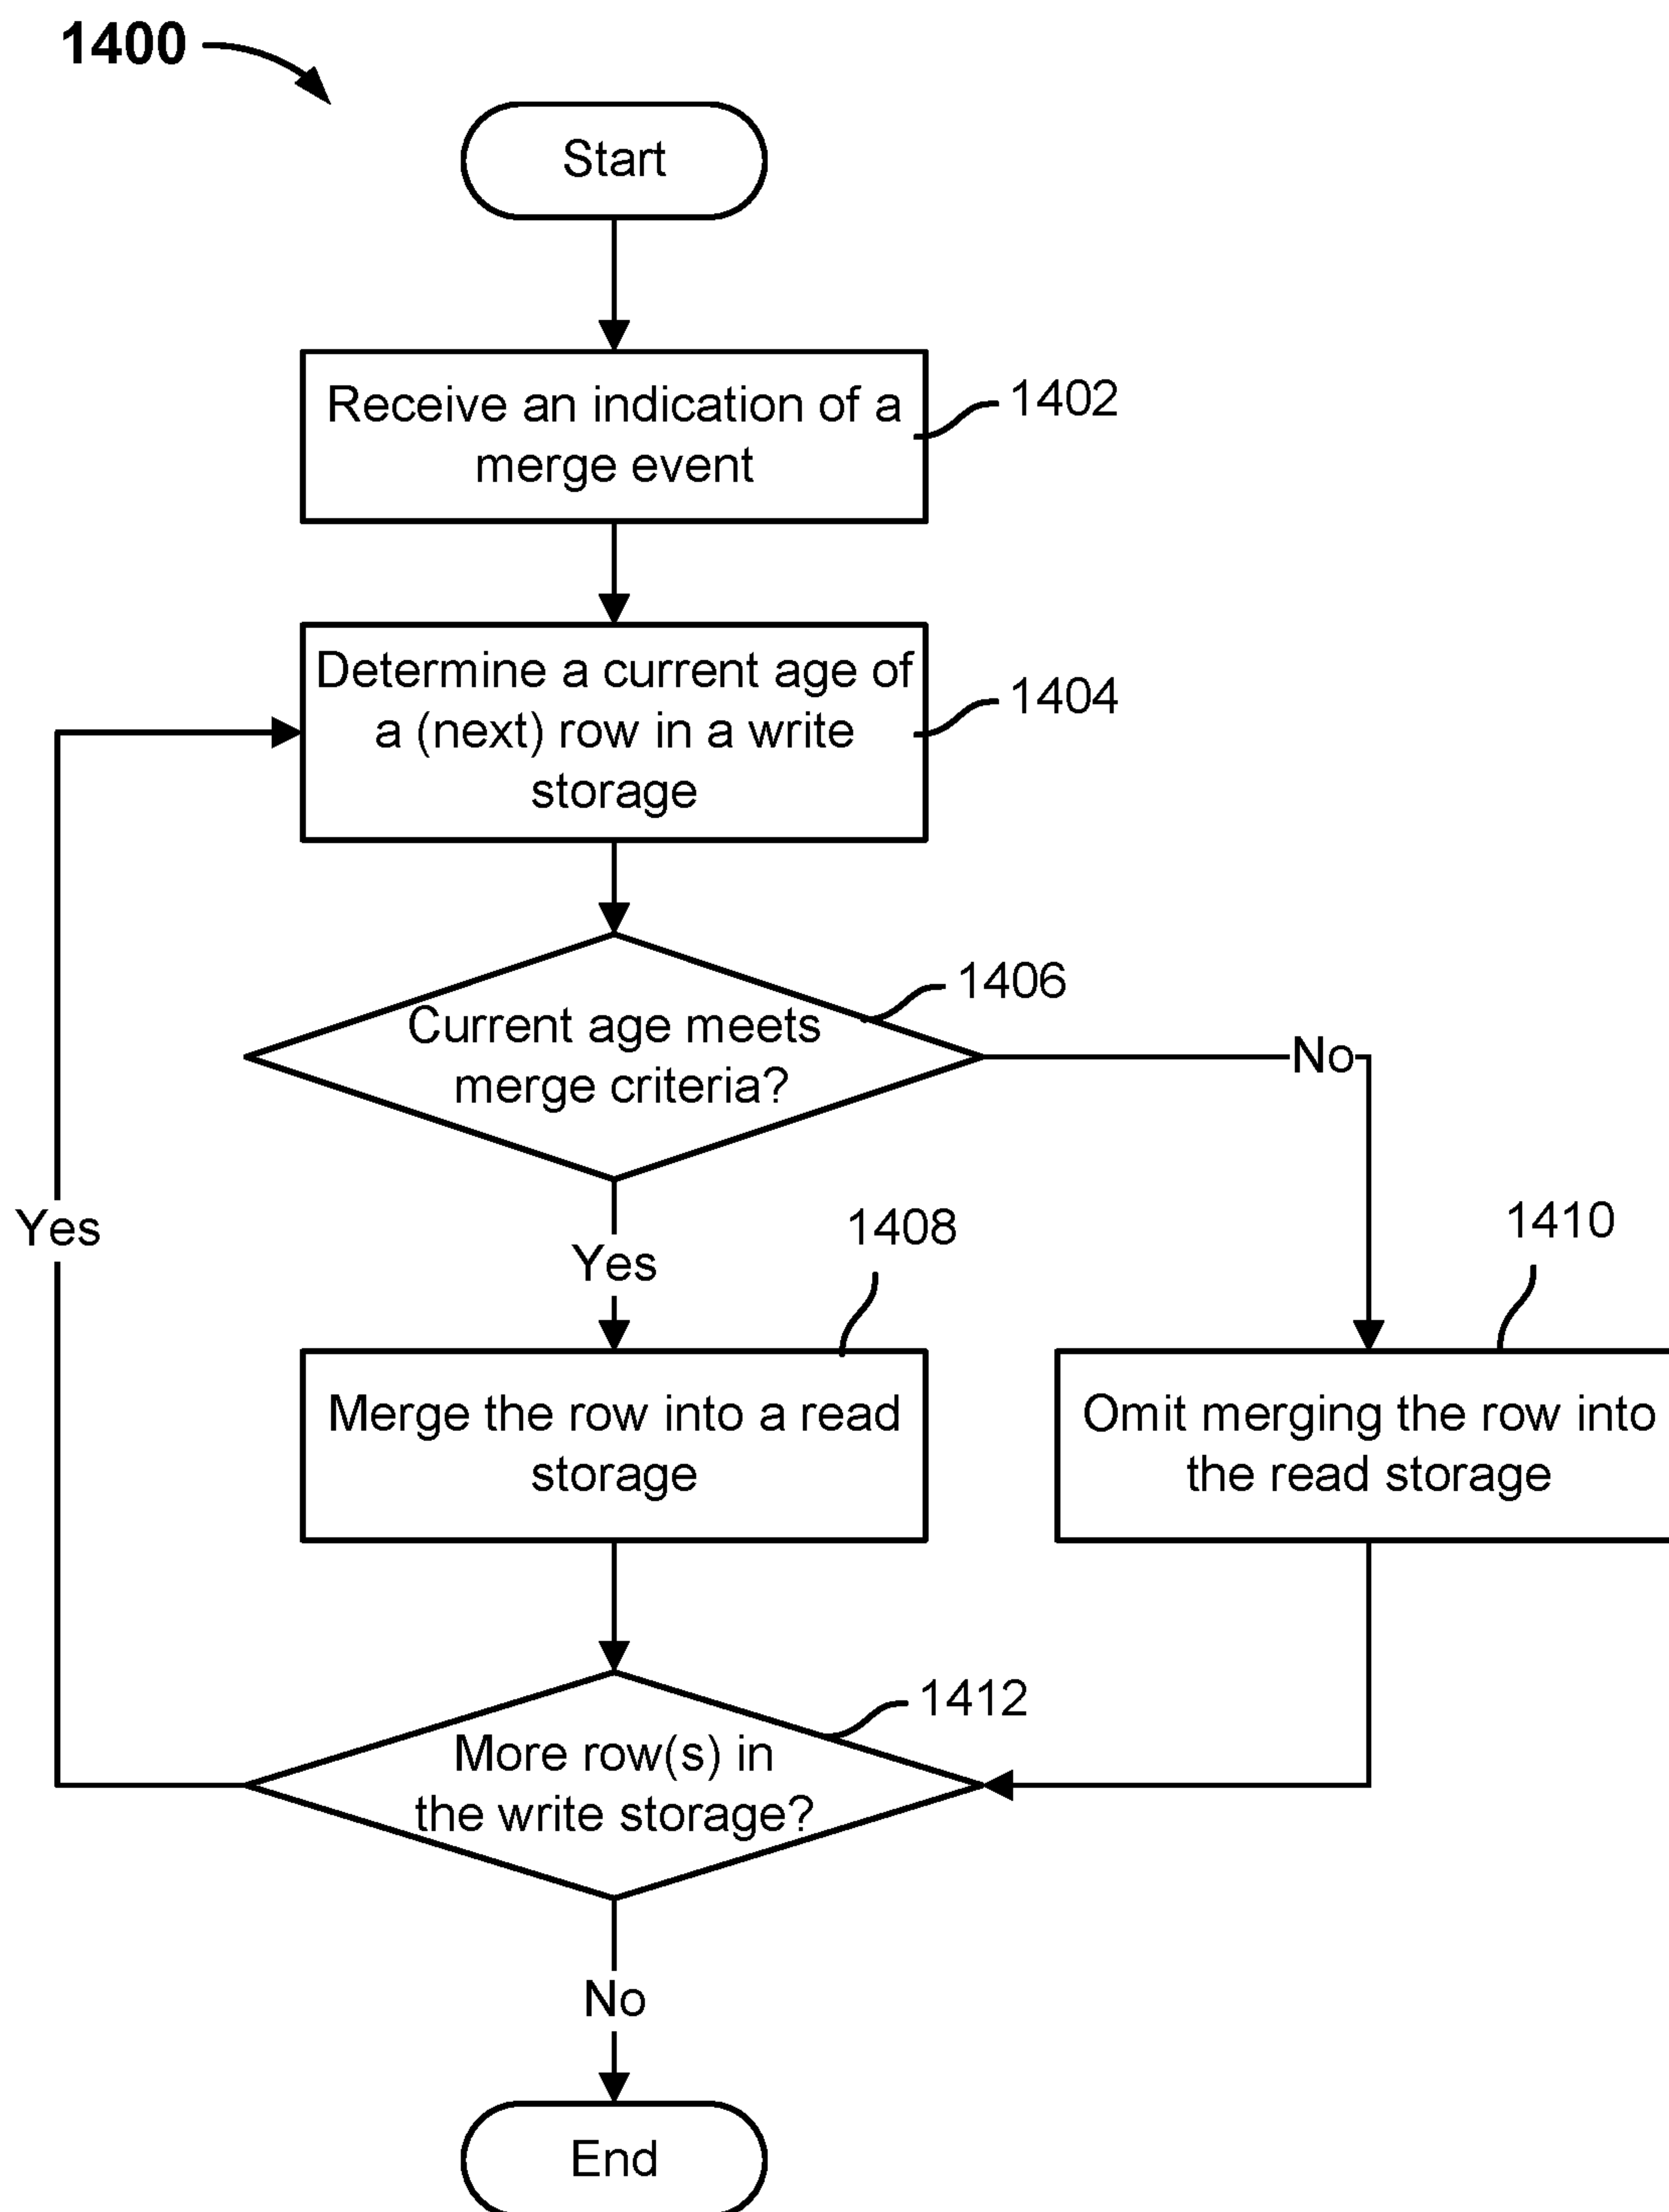 1400
Start
Receive an indication of a
merge event
1402
Determine a current age of
a (next) row in a write
storage
1404
Current age meets
merge criteria?
1406
No
Yes
Yes
1408
1410
Merge the row into a read
storage
Omit merging the row into
the read storage
More row(s) in
the write storage?
1412
No
End